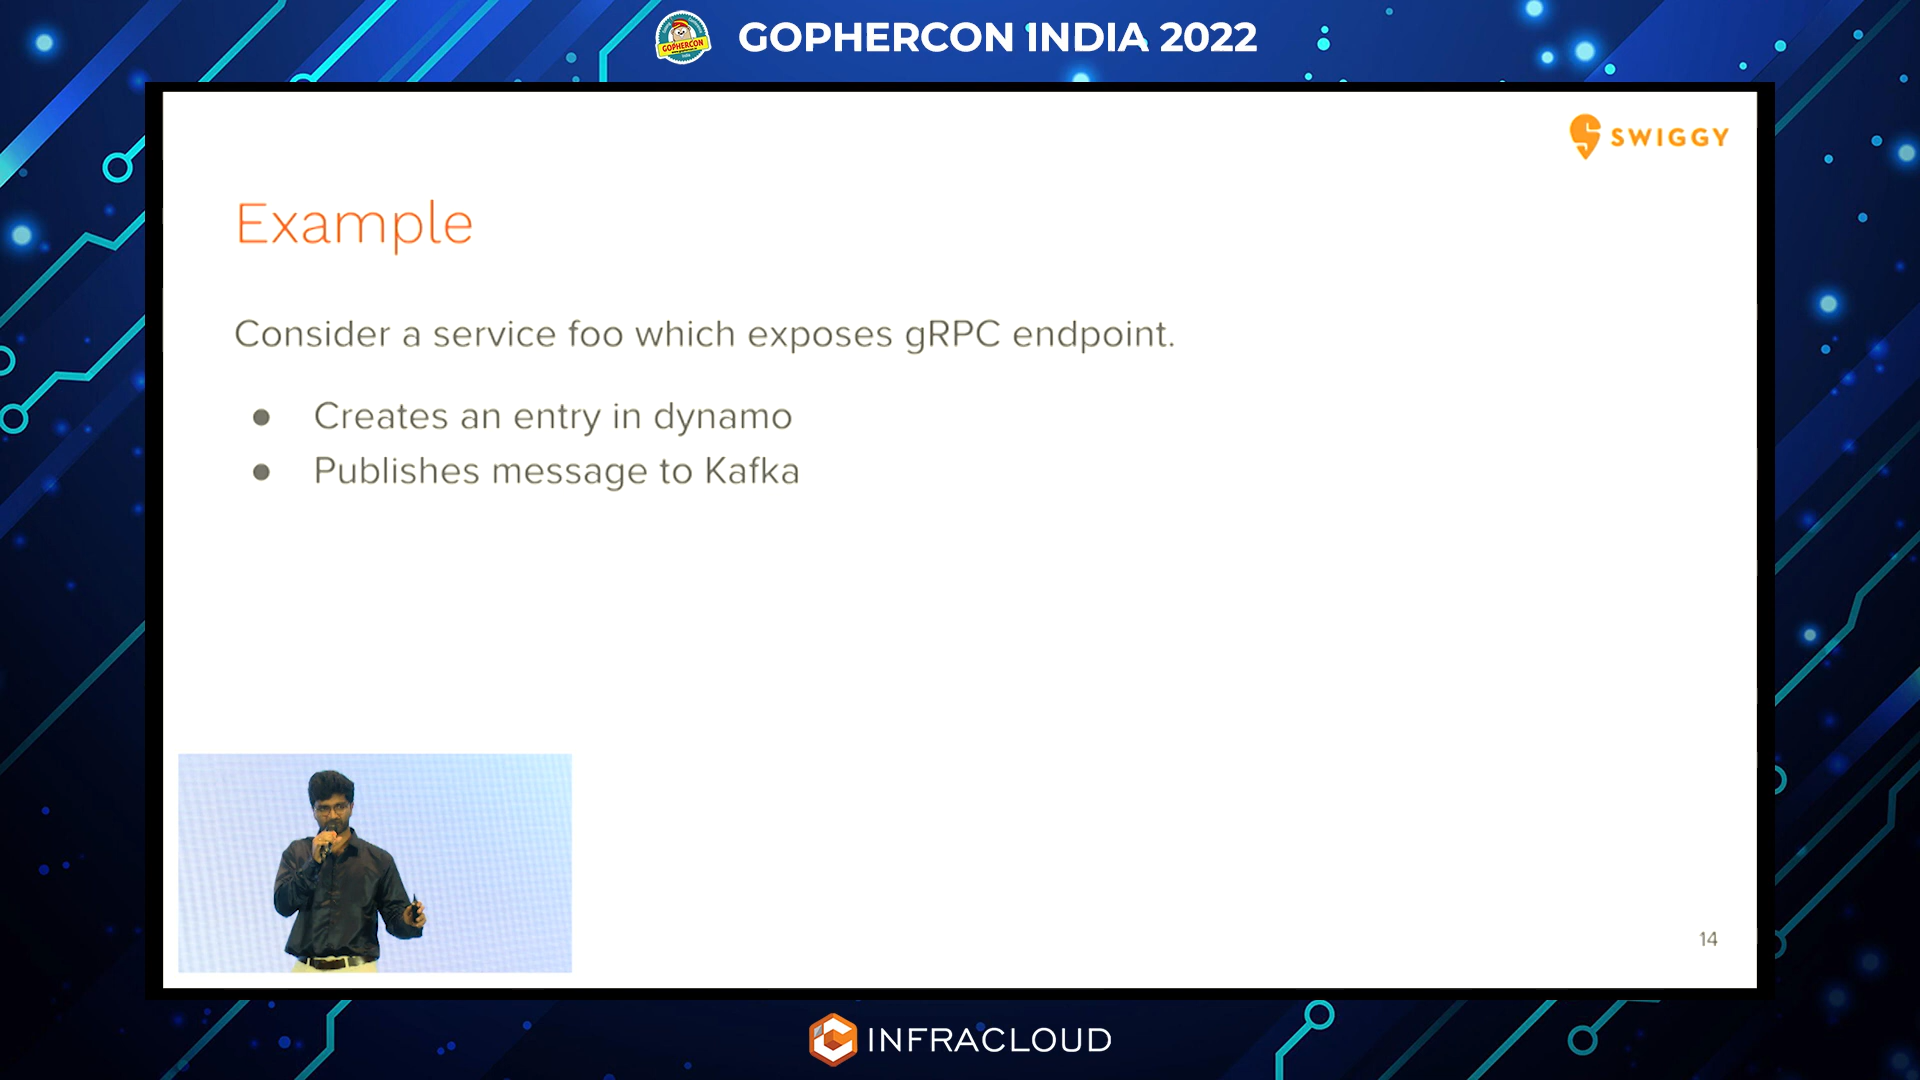 GOPHERCON
GOPHERCON INDIA 2022
SWIGGY
Example
Consider a service foo which exposes gRPC endpoint.
● Creates an entry in dynamo
● Publishes message to Kafka
14
INFRACLOUD